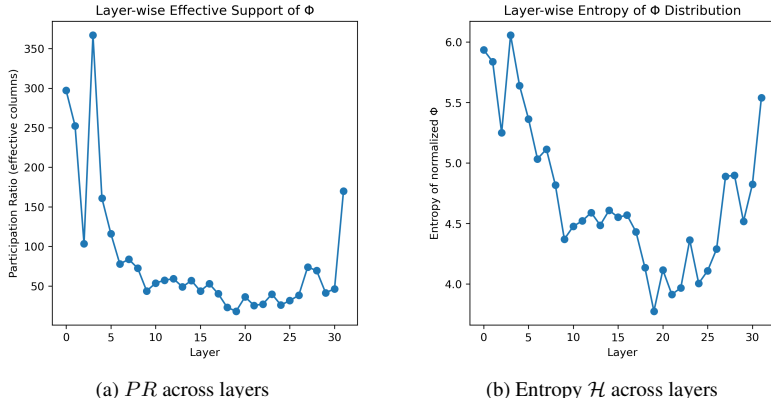 Layer-wise Effective Support of Φ
Participation Ratio (effective columns)
350
300
250
200
150
100
50
0 5 10 15 20 25 30
Layer
(a) PR across layers
Layer-wise Entropy of Φ Distribution
Entropy of normalized Φ
6.0
5.5
5.0
4.5
4.0
0 5 10 15 20 25 30
Layer
(b) Entropy ℋ across layers